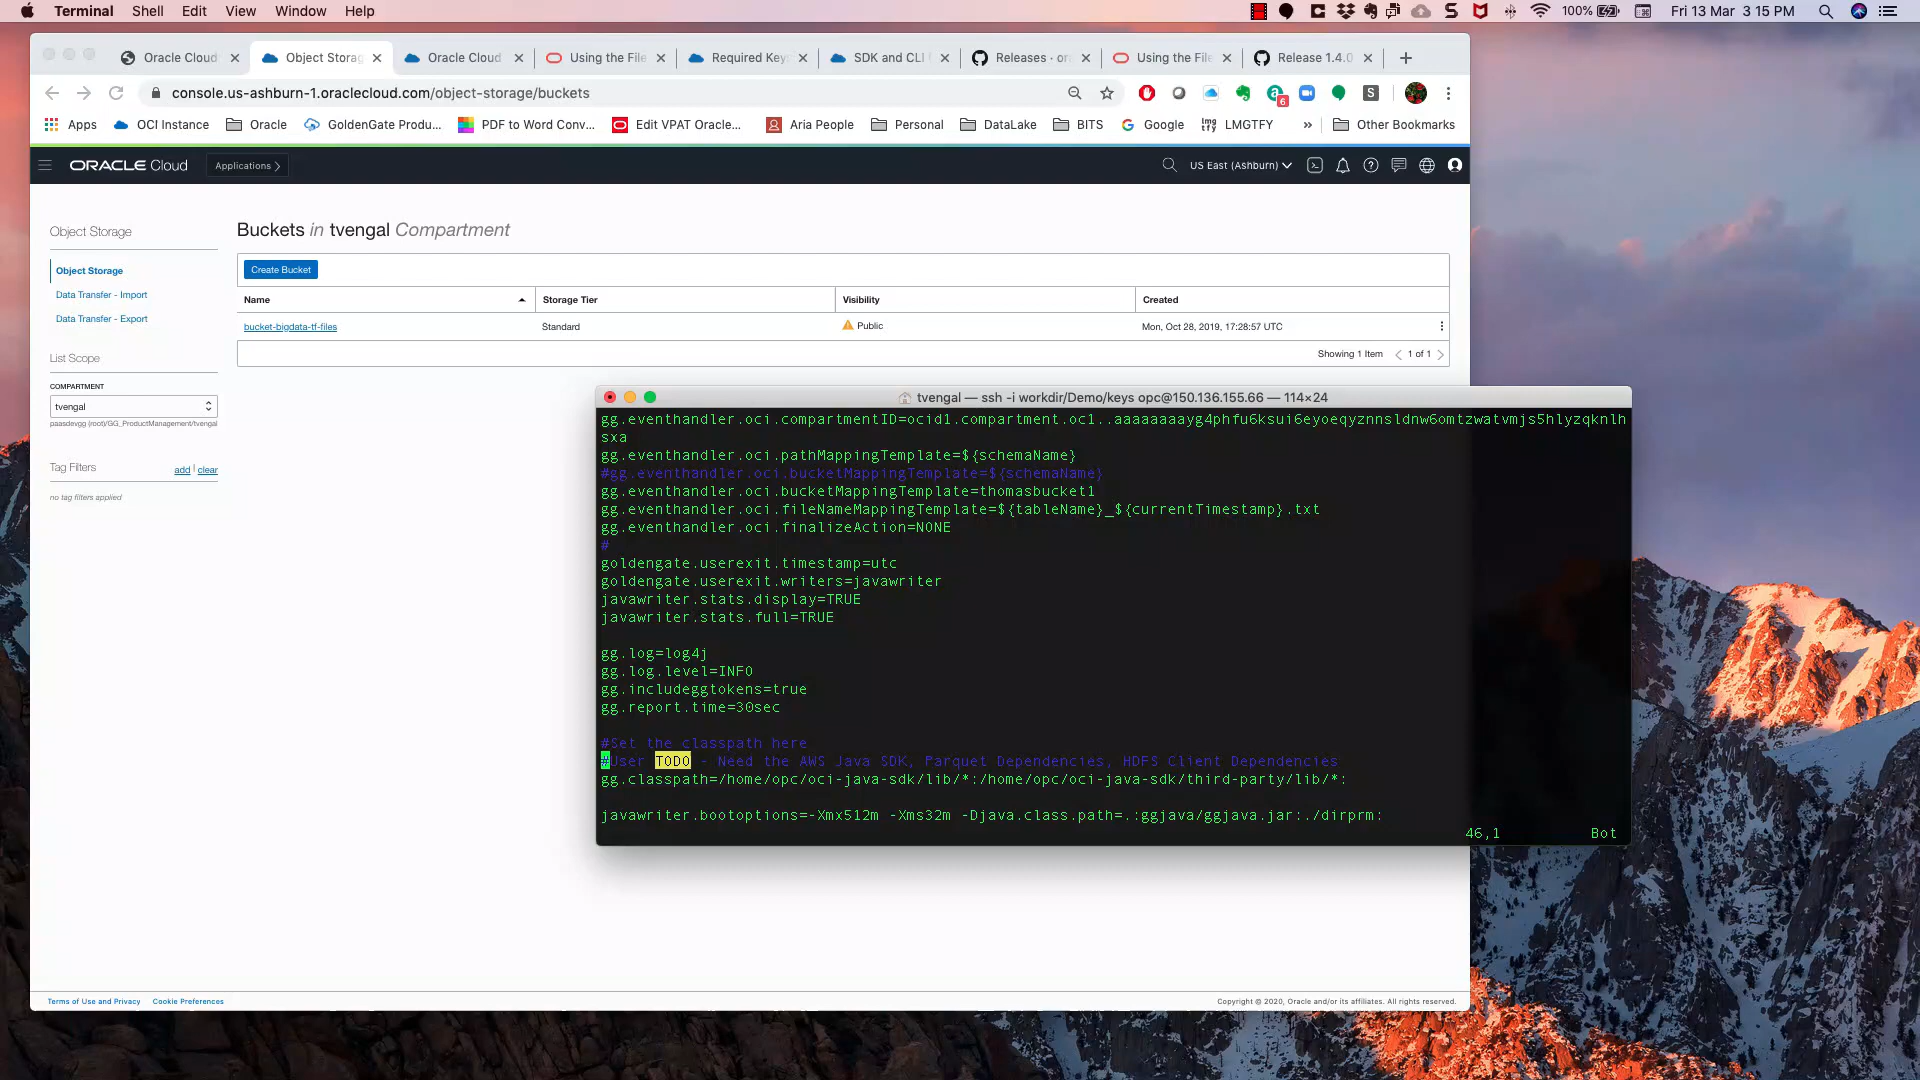 Terminal Shell Edit View Window Help
100% Fri 13 Mar 3 15 PM
Oracle Cloud
Object Storag
Oracle Cloud
Using the File
Required Key
SDK and CLI
Releases · or
Using the File
Release 1.4.0
console.us-ashburn-1.oraclecloud.com/object-storage/buckets
6
S
Apps
OCI Instance
Oracle
GoldenGate Produ...
PDF to Word Conv...
Edit VPAT Oracle...
Aria People
Personal
DataLake
BITS
Google
LMGTFY
Other Bookmarks
ORACLE Cloud
Applications
US East (Ashburn)
Object Storage
Object Storage
Data Transfer - Import
Data Transfer - Export
List Scope
COMPARTMENT
tvengal
paasdevgg (root)/GG_ProductManagement/tvengal
Tag Filters
add | clear
no tag filters applied
Buckets in tvengal Compartment
Create Bucket
Name
Storage Tier
Visibility
Created
bucket-bigdata-tf-files
Standard
Public
Mon, Oct 28, 2019, 17:28:57 UTC
Showing 1 Item < 1 of 1 >
tvengal — ssh -i workdir/Demo/keys opc@150.136.155.66 — 114×24
gg.eventhandler.oci.compartmentID=ocid1.compartment.oc1..aaaaaaaayg4phfu6ksui6eyoeqyznnsldnw6omtzwatvmjs5hlyzqknlh
sxa
gg.eventhandler.oci.pathMappingTemplate=${schemaName}
#gg.eventhandler.oci.bucketMappingTemplate=${schemaName}
gg.eventhandler.oci.bucketMappingTemplate=thomasbucket1
gg.eventhandler.oci.fileNameMappingTemplate=${tableName}_${currentTimestamp}.txt
gg.eventhandler.oci.finalizeAction=NONE
#
goldengate.userexit.timestamp=utc
goldengate.userexit.writers=javawriter
javawriter.stats.display=TRUE
javawriter.stats.full=TRUE
gg.log=log4j
gg.log.level=INFO
gg.includeggtokens=true
gg.report.time=30sec
#Set the classpath here
#User TODO - Need the AWS Java SDK, Parquet Dependencies, HDFS Client Dependencies
gg.classpath=/home/opc/oci-java-sdk/lib/*:/home/opc/oci-java-sdk/third-party/lib/*:
javawriter.bootoptions=-Xmx512m -Xms32m -Djava.class.path=.:ggjava/ggjava.jar:./dirprm:
46,1 Bot
Terms of Use and Privacy
Cookie Preferences
Copyright © 2020, Oracle and/or its affiliates. All rights reserved.